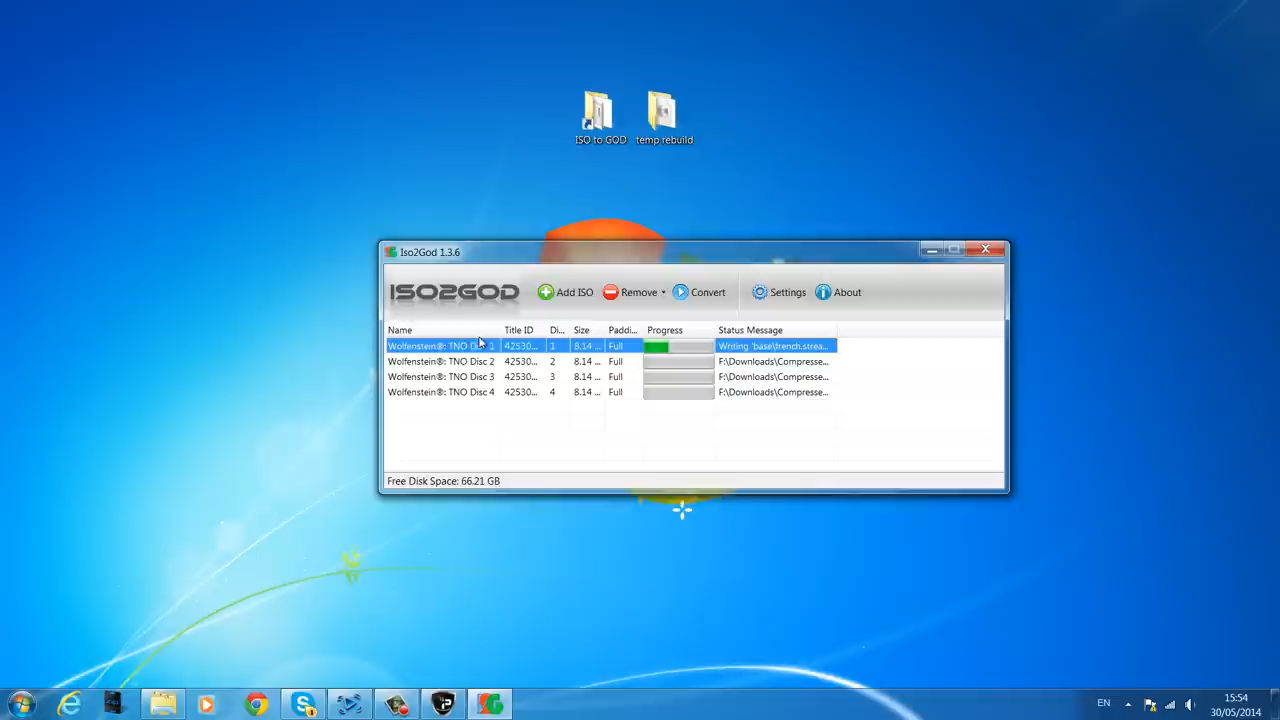 ISO to GOD
temp rebuild
Iso2God 1.3.6
ISO2GOD
Add ISO
Remove
Convert
Settings
About
Name Title ID Di... Size Paddi... Progress Status Message
Wolfenstein®: TNO Disc 1 42530... 1 8.14 ... Full Writing 'base\french.strea...
Wolfenstein®: TNO Disc 2 42530... 2 8.14 ... Full F:\Downloads\Compresse...
Wolfenstein®: TNO Disc 3 42530... 3 8.14 ... Full F:\Downloads\Compresse...
Wolfenstein®: TNO Disc 4 42530... 4 8.14 ... Full F:\Downloads\Compresse...
Free Disk Space: 66.21 GB
EN
15:54
30/05/2014